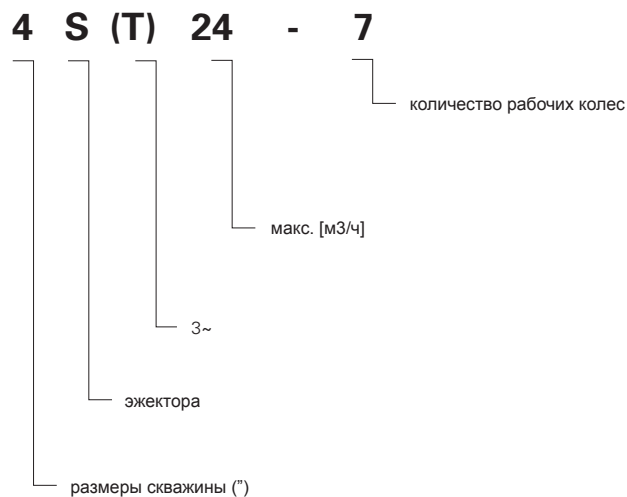 4 S (T) 24 - 7
количество рабочих колес
макс. [м3/ч]
3~
эжектора
размеры скважины (”)